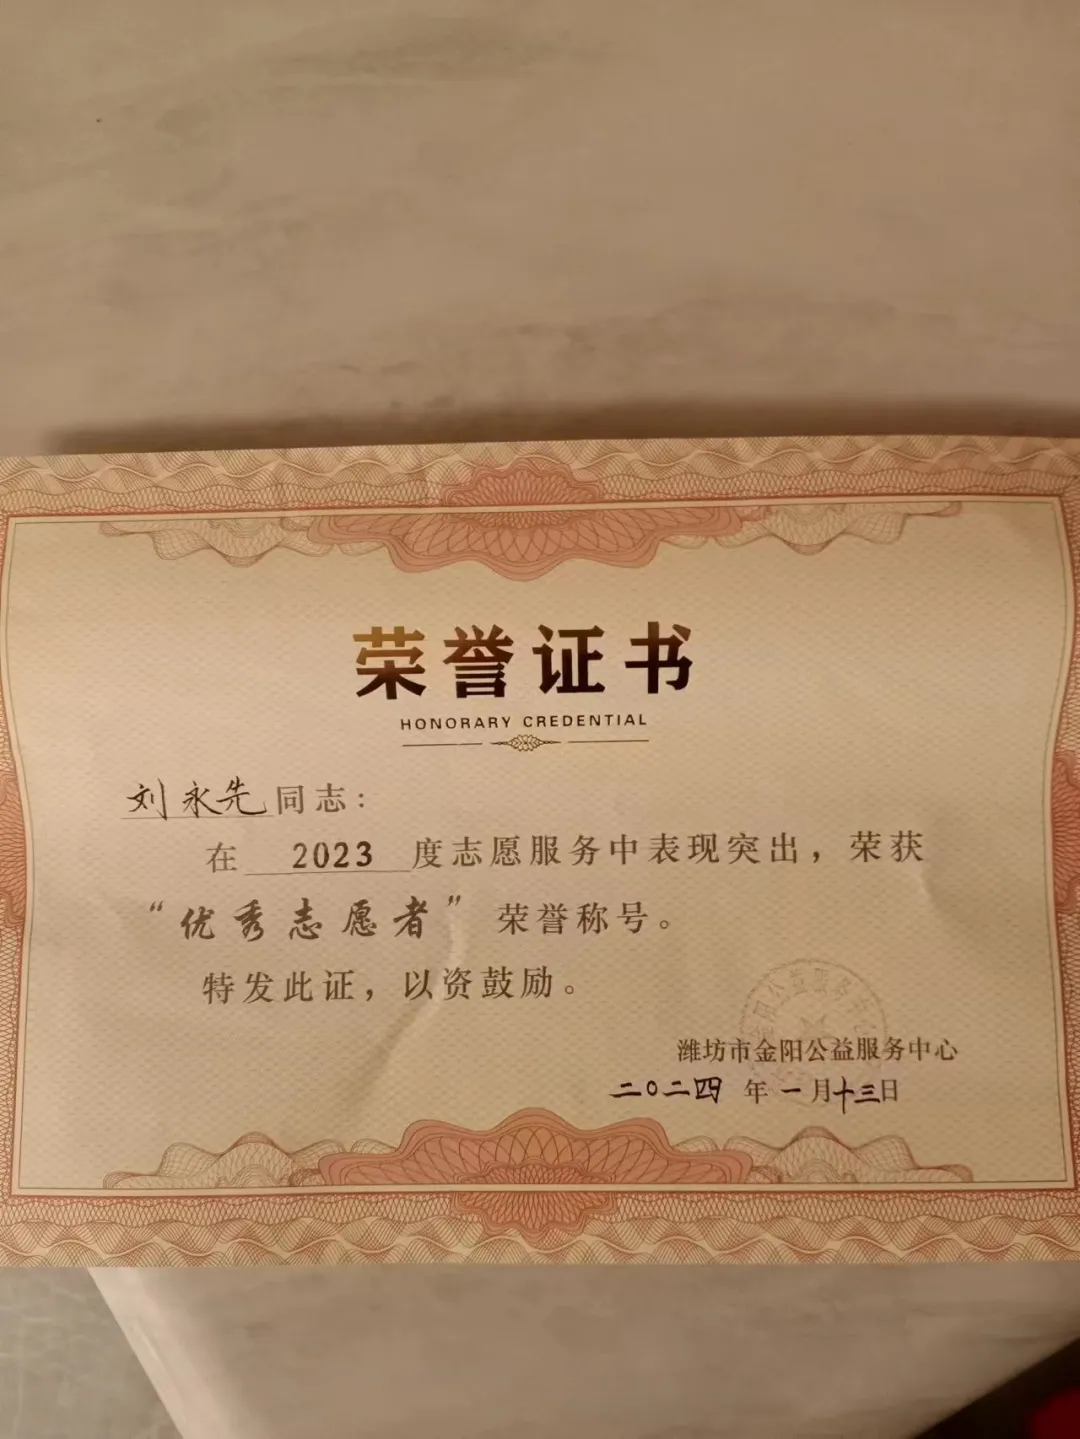 荣誉证书
HONORARY CREDENTIAL
刘永先同志：
在 2023 度志愿服务中表现突出，荣获
“优秀志愿者”荣誉称号。
特发此证，以资鼓励。
潍坊市金阳公益服务中心
二〇二四年一月十三日